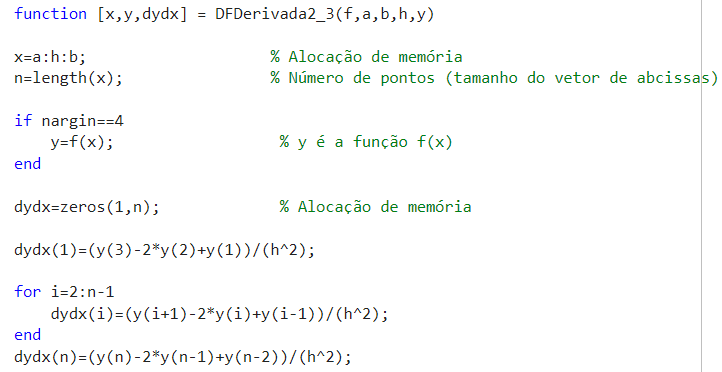 function [x,y,dydx] = DFDerivada2_3(f,a,b,h,y)
x=a:h:b; % Alocação de memória
n=length(x); % Número de pontos (tamanho do vetor de abcissas)
if nargin==4
y=f(x); % y é a função f(x)
end
dydx=zeros(1,n); % Alocação de memória
dydx(1)=(y(3)-2*y(2)+y(1))/(h^2);
for i=2:n-1
dydx(i)=(y(i+1)-2*y(i)+y(i-1))/(h^2);
end
dydx(n)=(y(n)-2*y(n-1)+y(n-2))/(h^2);